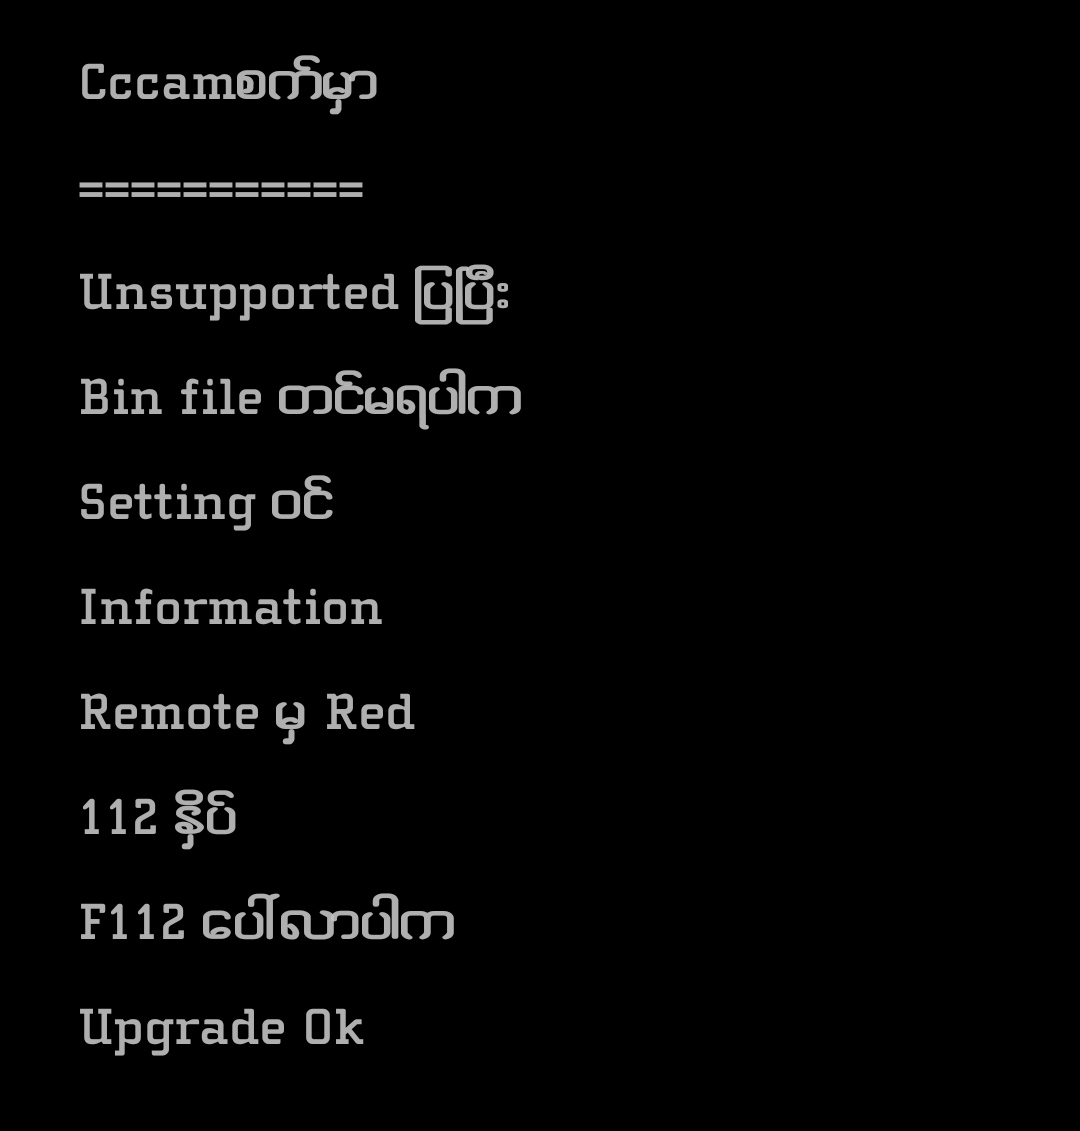 Cccamစက်မှာ
===========
Unsupported ပြပြီး
Bin file တင်မရပါက
Setting ဝင်
Information
Remote မှ Red
112 နှိပ်
F112 ပေါ်လာပါက
Upgrade Ok